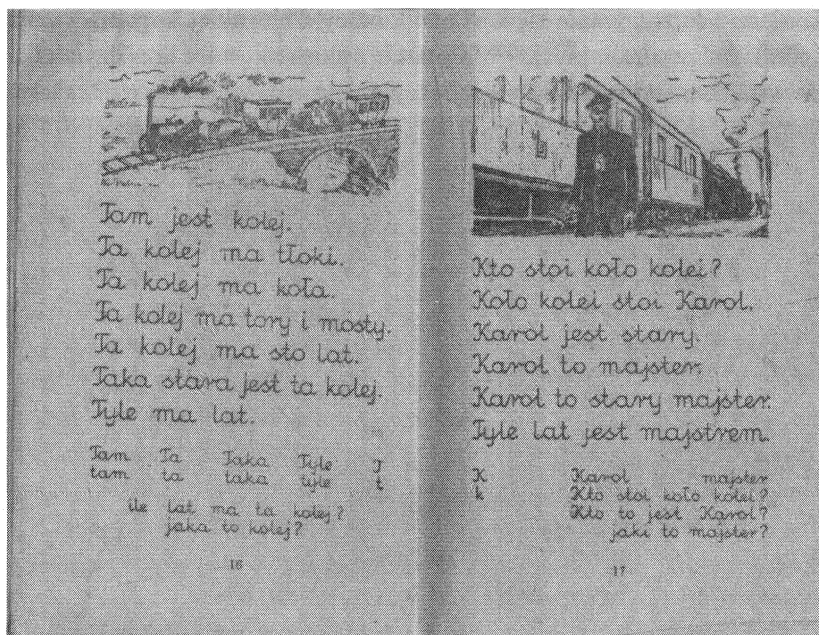 Tam jest kolej.
Ta kolej ma tłoki.
Ta kolej ma koła.
Ta kolej ma tory i mosty.
Ta kolej ma sto lat.
Taka stara jest ta kolej.
Tyle ma lat.
Tam Ta Taka Tyle T
tam ta taka tyle t
ile lat ma ta kolej?
jaka to kolej?
16
Kto stoi koło kolei?
Koło kolei stoi Karol.
Karol jest stary.
Karol to majster.
Karol to stary majster.
Tyle lat jest majstrem.
K Karol majster
k Kto stoi koło kolei?
Kto to jest Karol?
jaki to majster?
17